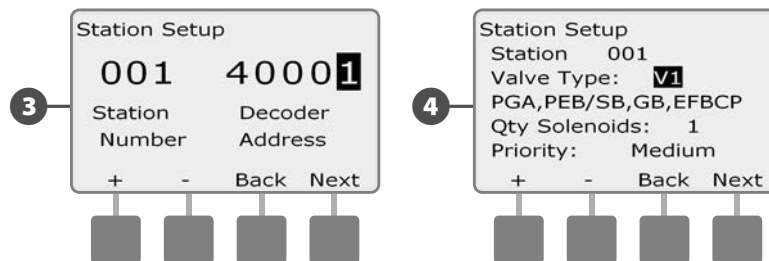 3
Station Setup
001 40001
Station Decoder
Number Address
+ - Back Next
4
Station Setup
Station 001
Valve Type: V1
PGA,PEB/SB,GB,EFBCP
Qty Solenoids: 1
Priority: Medium
+ - Back Next